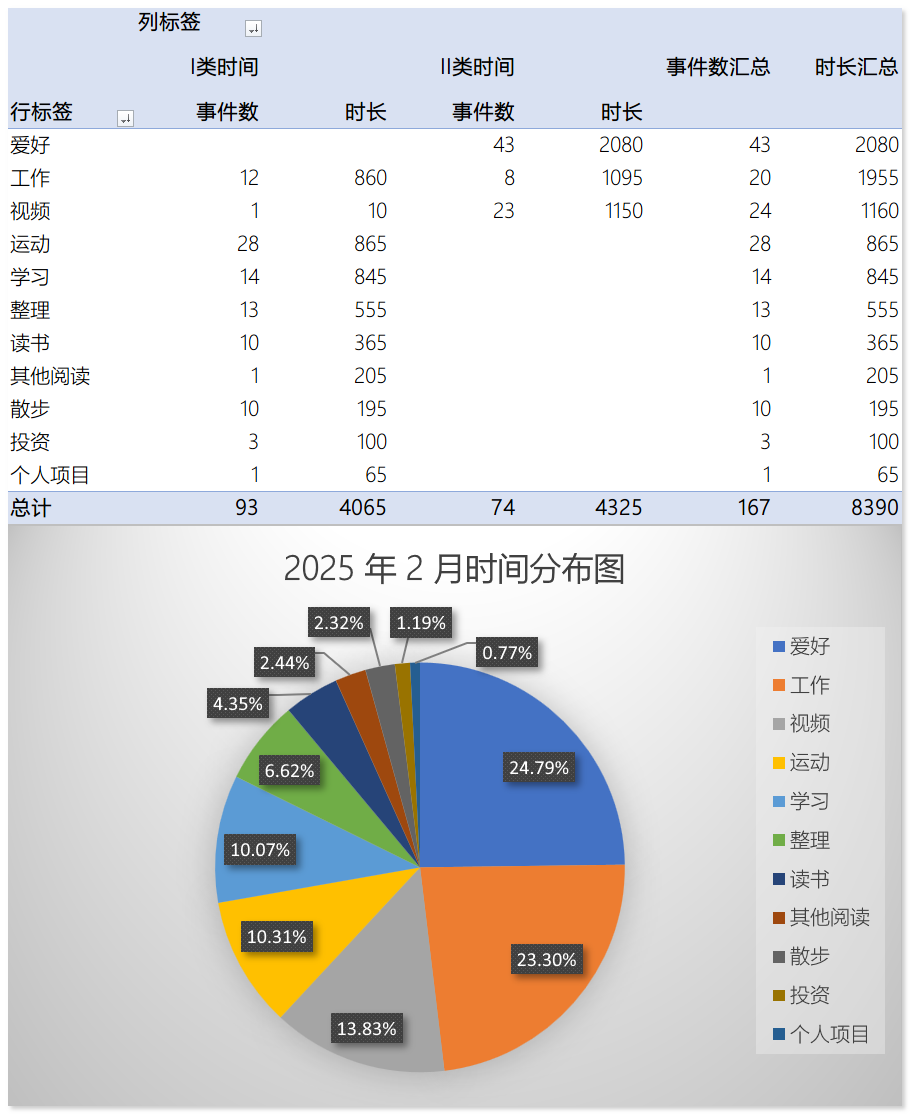 列标签
I类时间 II类时间 事件数汇总 时长汇总
行标签 事件数 时长 事件数 时长
爱好 43 2080 43 2080
工作 12 860 8 1095 20 1955
视频 1 10 23 1150 24 1160
运动 28 865 28 865
学习 14 845 14 845
整理 13 555 13 555
读书 10 365 10 365
其他阅读 1 205 1 205
散步 10 195 10 195
投资 3 100 3 100
个人项目 1 65 1 65
总计 93 4065 74 4325 167 8390
2025 年 2 月时间分布图
2.32% 1.19%
2.44% 0.77%
4.35%
6.62%
24.79%
10.07%
10.31%
23.30%
13.83%
爱好
工作
视频
运动
学习
整理
读书
其他阅读
散步
投资
个人项目